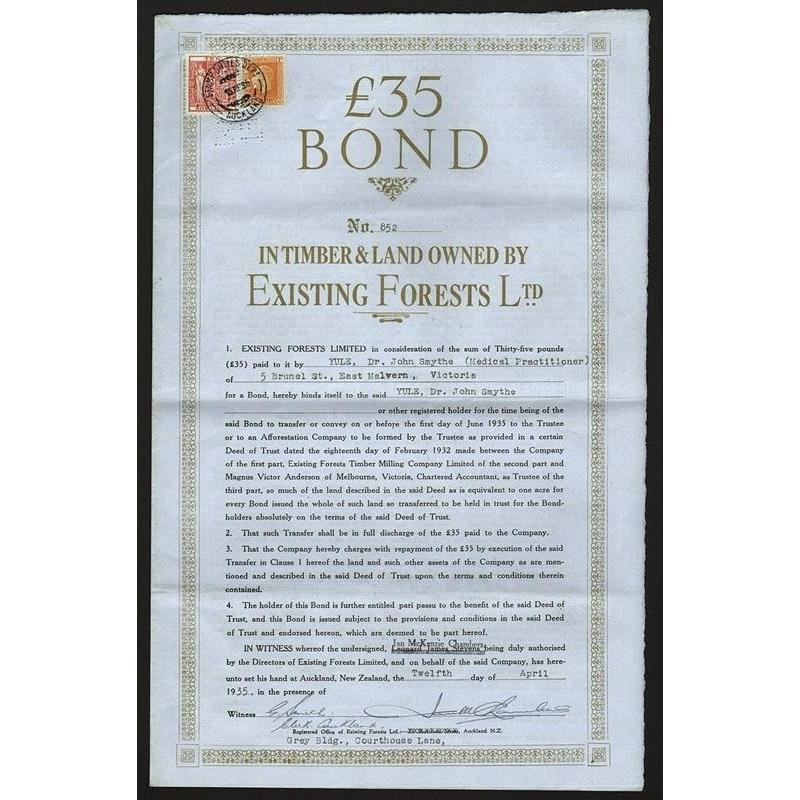 £35
BOND
No. 852
IN TIMBER & LAND OWNED BY
EXISTING FORESTS LTD
1. EXISTING FORESTS LIMITED in consideration of the sum of Thirty-five pounds
(£35) paid to it by YULE, Dr. John Smythe (Medical Practitioner)
of 5 Brunel St., East Malvern, Victoria
for a Bond, hereby binds itself to the said YULE, Dr. John Smythe
or other registered holder for the time being of the
said Bond to transfer or convey on or before the first day of June 1935 to the Trustee
or to an Afforestation Company to be formed by the Trustee as provided in a certain
Deed of Trust dated the eighteenth day of February 1932 made between the Company
of the first part, Existing Forests Timber Milling Company Limited of the second part and
Magnus Victor Anderson of Melbourne, Victoria, Chartered Accountant, as Trustee of the
third part, so much of the land described in the said Deed as is equivalent to one acre for
every Bond issued the whole of such land so transferred to be held in trust for the Bond-
holders absolutely on the terms of the said Deed of Trust.
2. That such Transfer shall be in full discharge of the £35 paid to the Company.
3. That the Company hereby charges with repayment of the £35 by execution of the said
Transfer in Clause 1 hereof the land and such other assets of the Company as are men-
tioned and described in the said Deed of Trust upon the terms and conditions therein
contained.
4. The holder of this Bond is further entitled pari passu to the benefit of the said Deed of
Trust, and this Bond is issued subject to the provisions and conditions in the said Deed
of Trust and endorsed hereon, which are deemed to be part hereof.
Ian McKenzie Chambers
IN WITNESS whereof the undersigned, Leonard James Stevens being duly authorised
by the Directors of Existing Forests Limited, and on behalf of the said Company, has here-
unto set his hand at Auckland, New Zealand, the Twelfth day of April
1935, in the presence of
Witness
Clerk Auckland
Registered Office of Existing Forests Ltd.: Auckland N.Z.
Grey Bldg., Courthouse Lane,